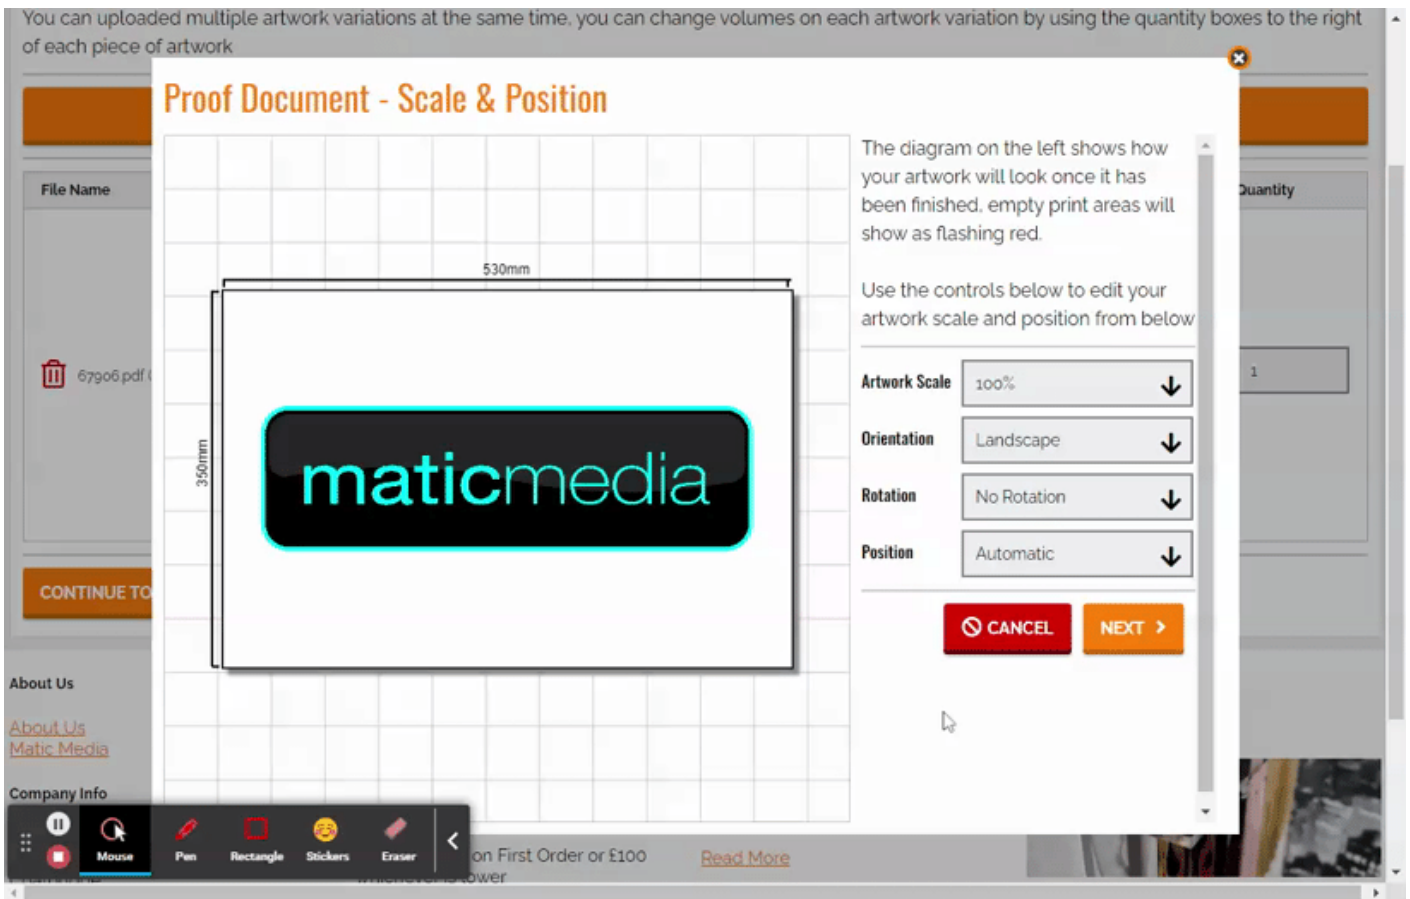 You can uploaded multiple artwork variations at the same time, you can change volumes on each artwork variation by using the quantity boxes to the right
of each piece of artwork
Proof Document - Scale & Position
The diagram on the left shows how
your artwork will look once it has
been finished, empty print areas will
show as flashing red.
Use the controls below to edit your
artwork scale and position from below
File Name
Quantity
530mm
350mm
maticmedia
67906.pdf
1
Artwork Scale
100%
Orientation
Landscape
Rotation
No Rotation
Position
Automatic
CANCEL
NEXT
CONTINUE TO
About Us
About Us
Matic Media
Company Info
Mouse
Pen
Rectangle
Stickers
Eraser
on First Order or £100
Read More
lower